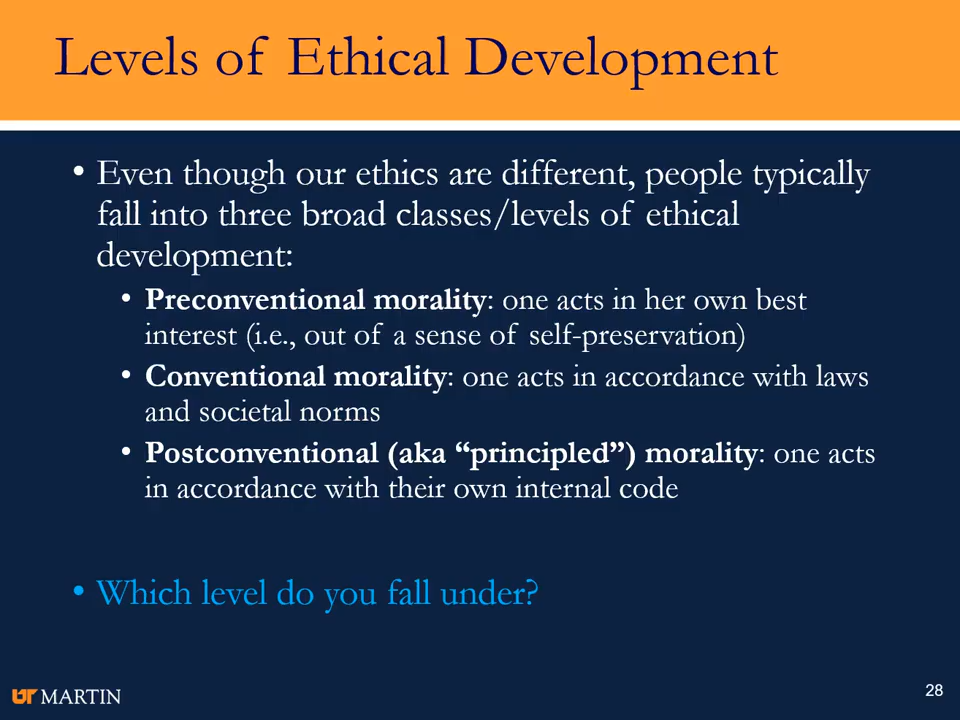 Levels of Ethical Development
• Even though our ethics are different, people typically
fall into three broad classes/levels of ethical
development:
• Preconventional morality: one acts in her own best
interest (i.e., out of a sense of self-preservation)
• Conventional morality: one acts in accordance with laws
and societal norms
• Postconventional (aka “principled”) morality: one acts
in accordance with their own internal code
• Which level do you fall under?
UT MARTIN
28